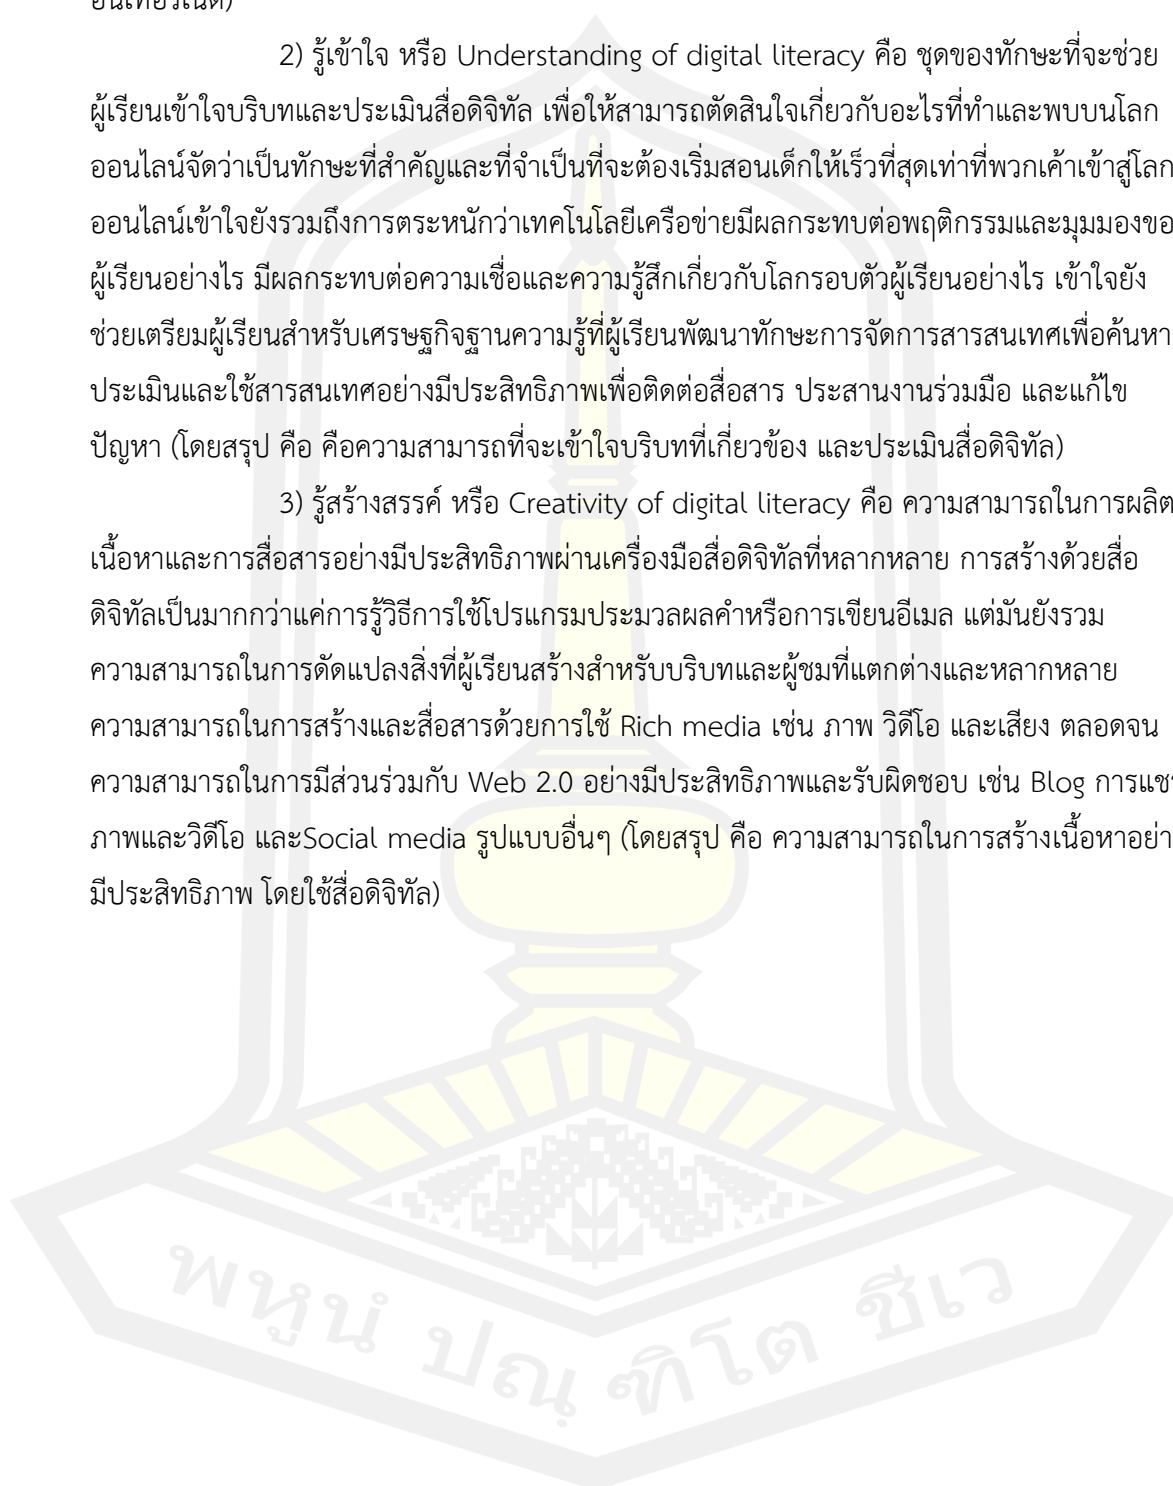 2) รู้เข้าใจ หรือ Understanding of digital literacy คือ ชุดของทักษะที่จะช่วย
ผู้เรียนเข้าใจบริบทและประเมินสื่อดิจิทัล เพื่อให้สามารถตัดสินใจเกี่ยวกับอะไรที่ทำและพบบนโลก
ออนไลน์จัดว่าเป็นทักษะที่สำคัญและที่จำเป็นที่จะต้องเริ่มสอนเด็กให้เร็วที่สุดเท่าที่พวกเค้าเข้าสู่โลก
ออนไลน์เข้าใจยังรวมถึงการตระหนักว่าเทคโนโลยีเครือข่ายมีผลกระทบต่อพฤติกรรมและมุมมองขอ
ผู้เรียนอย่างไร มีผลกระทบต่อความเชื่อและความรู้สึกเกี่ยวกับโลกรอบตัวผู้เรียนอย่างไร เข้าใจยัง
ช่วยเตรียมผู้เรียนสำหรับเศรษฐกิจฐานความรู้ที่ผู้เรียนพัฒนาทักษะการจัดการสารสนเทศเพื่อค้นหา
ประเมินและใช้สารสนเทศอย่างมีประสิทธิภาพเพื่อติดต่อสื่อสาร ประสานงานร่วมมือ และแก้ไข
ปัญหา (โดยสรุป คือ คือความสามารถที่จะเข้าใจบริบทที่เกี่ยวข้อง และประเมินสื่อดิจิทัล)
3) รู้สร้างสรรค์ หรือ Creativity of digital literacy คือ ความสามารถในการผลิต
เนื้อหาและการสื่อสารอย่างมีประสิทธิภาพผ่านเครื่องมือสื่อดิจิทัลที่หลากหลาย การสร้างด้วยสื่อ
ดิจิทัลเป็นมากกว่าแค่การรู้วิธีการใช้โปรแกรมประมวลผลคำหรือการเขียนอีเมล แต่มันยังรวม
ความสามารถในการดัดแปลงสิ่งที่ผู้เรียนสร้างสำหรับบริบทและผู้ชมที่แตกต่างและหลากหลาย
ความสามารถในการสร้างและสื่อสารด้วยการใช้ Rich media เช่น ภาพ วิดีโอ และเสียง ตลอดจน
ความสามารถในการมีส่วนร่วมกับ Web 2.0 อย่างมีประสิทธิภาพและรับผิดชอบ เช่น Blog การแช
ภาพและวิดีโอ และSocial media รูปแบบอื่นๆ (โดยสรุป คือ ความสามารถในการสร้างเนื้อหาอย่า
มีประสิทธิภาพ โดยใช้สื่อดิจิทัล)
พหูนํ ปณฺฑิโต ชีเว